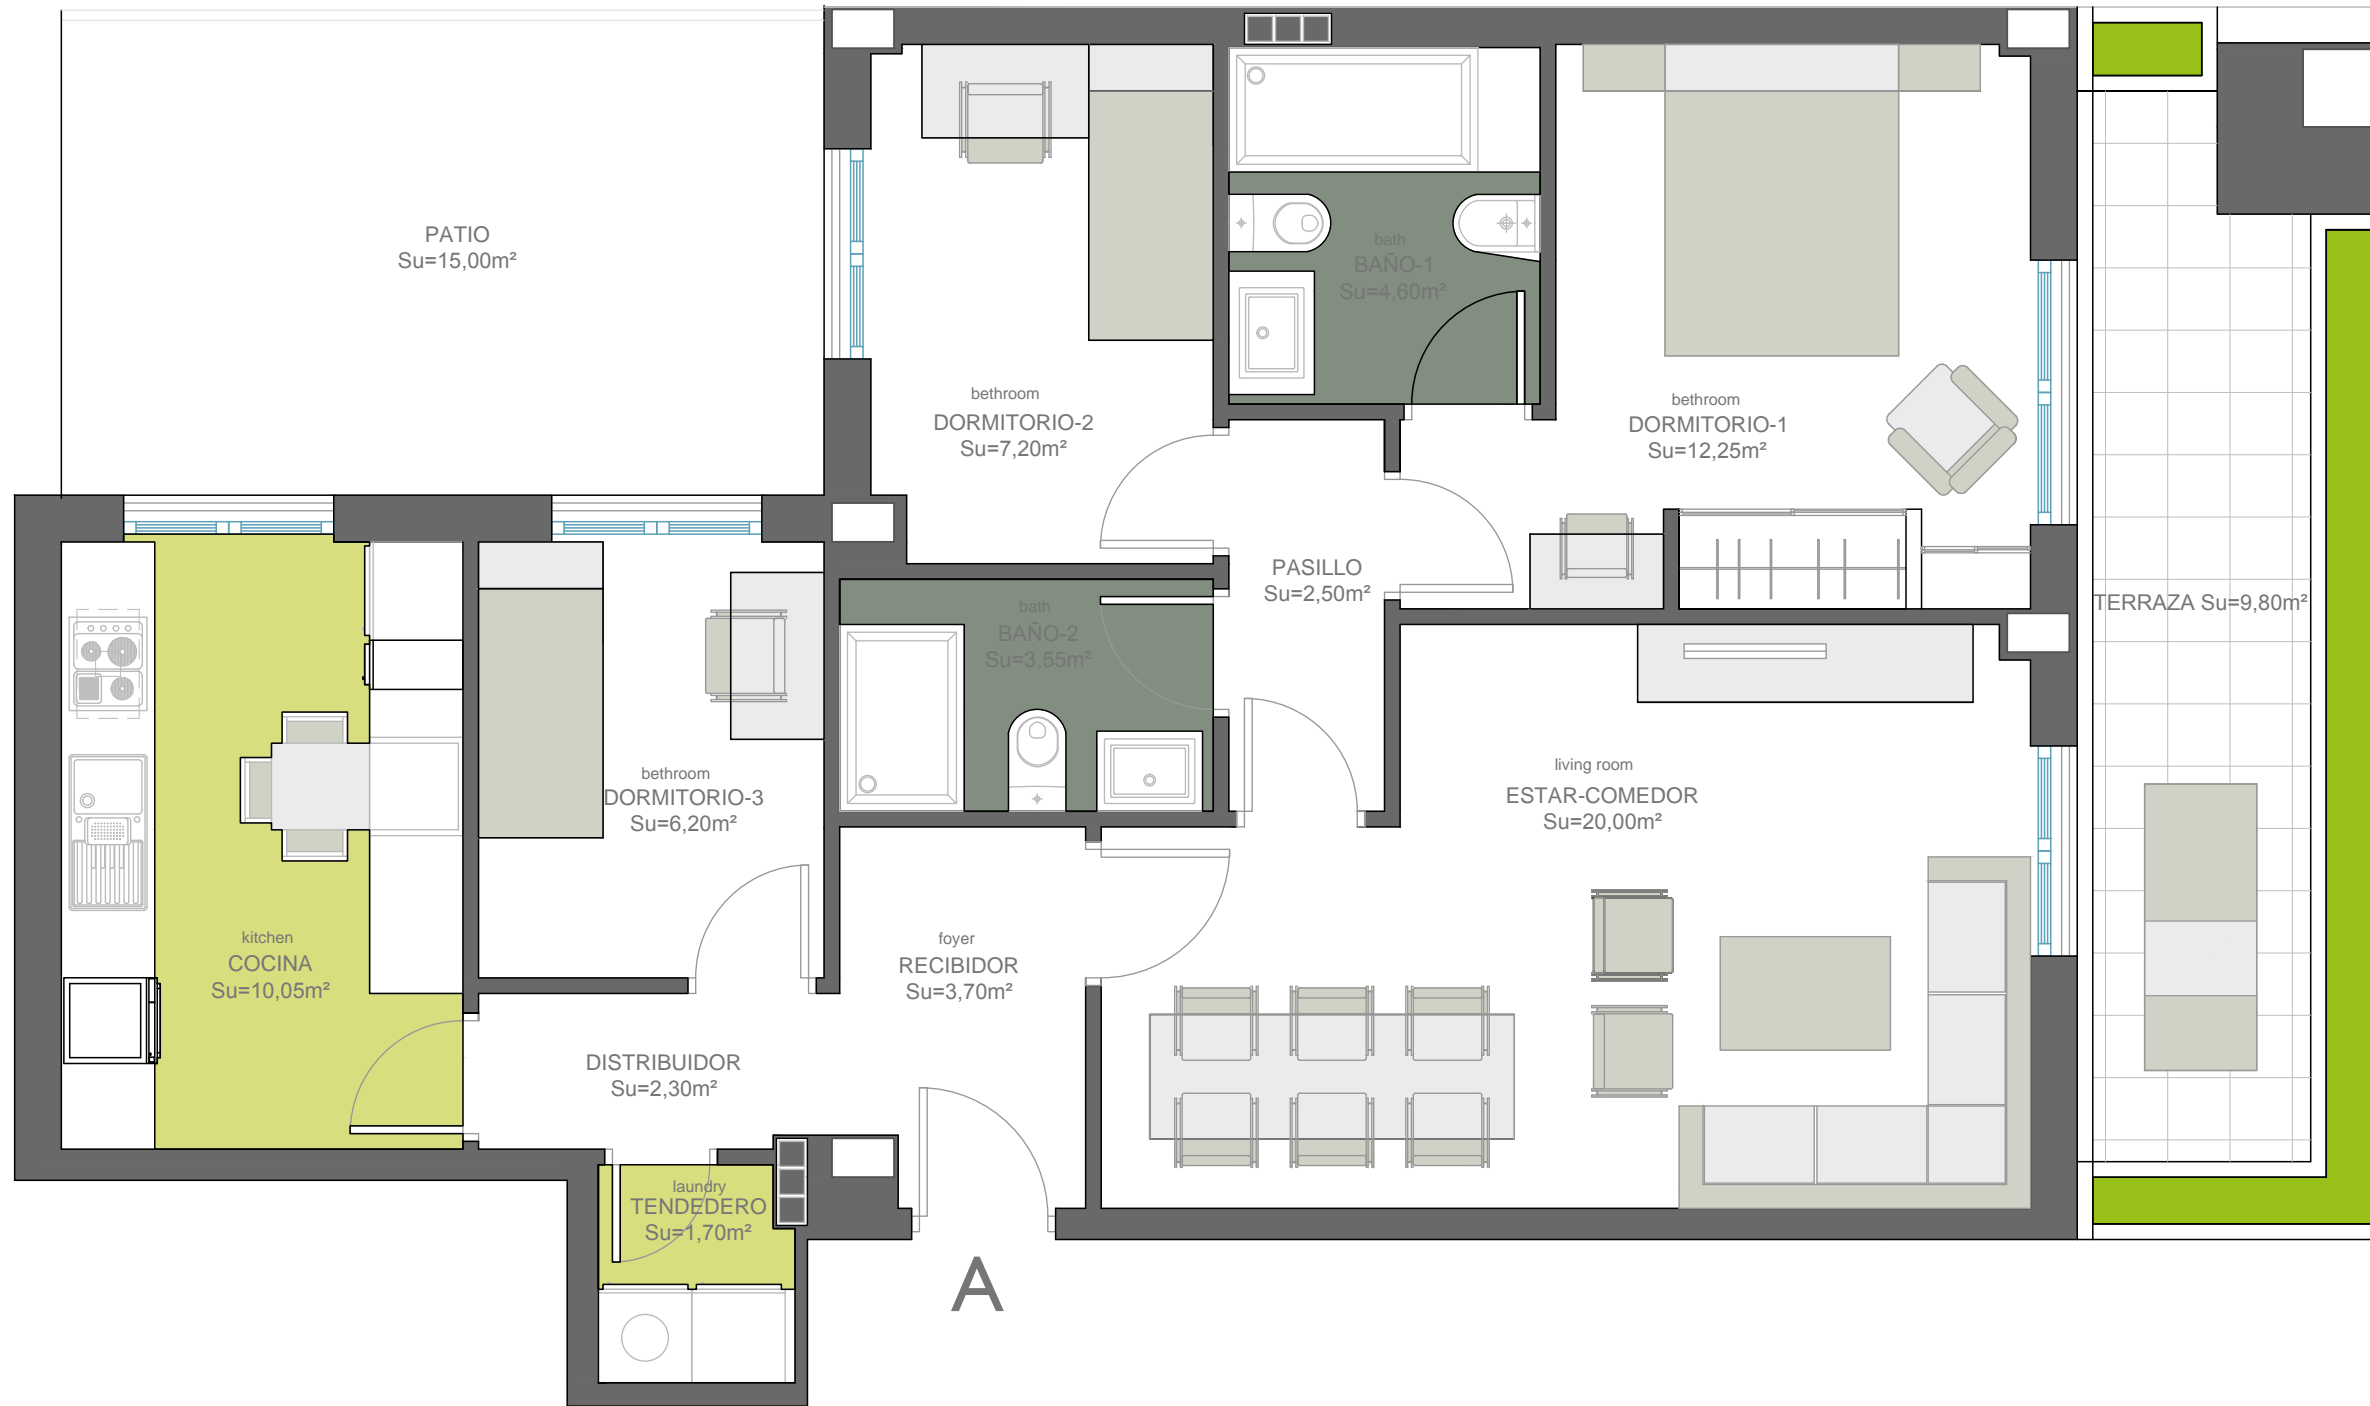 PATIO
Su=15,00m²
bethroom
DORMITORIO-2
Su=7,20m²
bath
BAÑO-1
Su=4,60m²
bethroom
DORMITORIO-1
Su=12,25m²
PASILLO
Su=2,50m²
TERRAZA Su=9,80m²
bath
BAÑO-2
Su=3,55m²
bethroom
DORMITORIO-3
Su=6,20m²
living room
ESTAR-COMEDOR
Su=20,00m²
kitchen
COCINA
Su=10,05m²
foyer
RECIBIDOR
Su=3,70m²
DISTRIBUIDOR
Su=2,30m²
laundry
TENDEDERO
Su=1,70m²
A